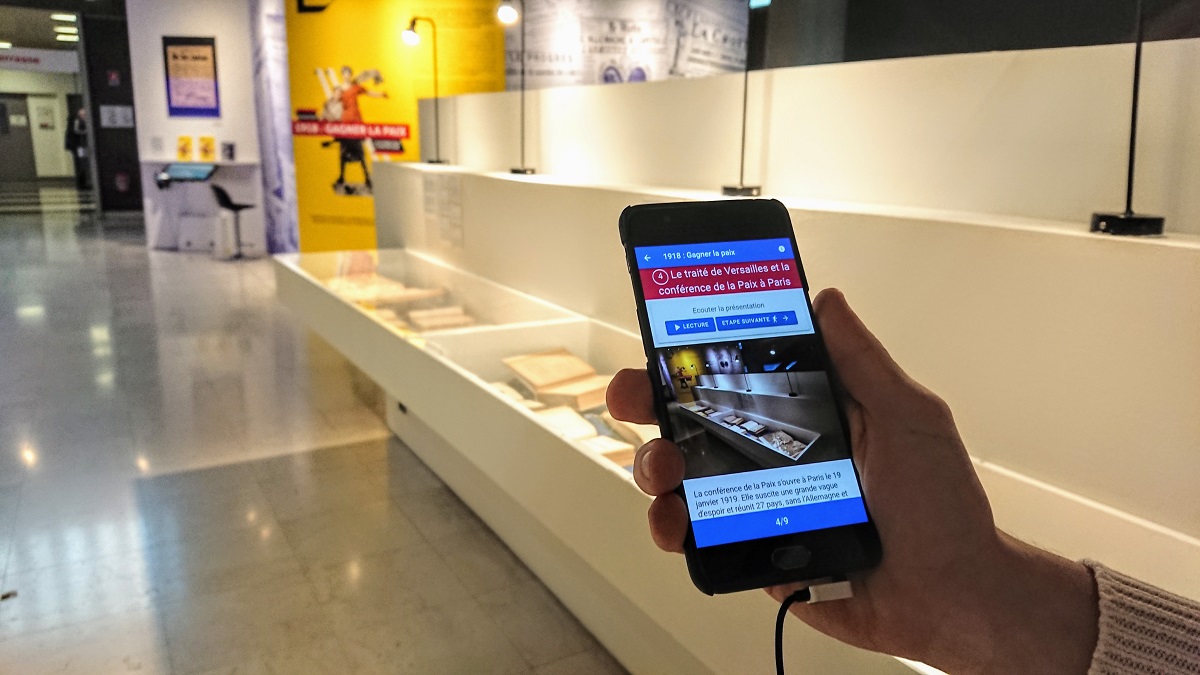 1918 : GAGNER LA PAIX
1918 : Gagner la paix
4 Le traité de Versailles et la
conférence de la Paix à Paris
Ecouter la présentation
LECTURE
ETAPE SUIVANTE
La conférence de la Paix s'ouvre à Paris le 19
janvier 1919. Elle suscite une grande vague
d'espoir et réunit 27 pays, sans l'Allemagne et
4/9